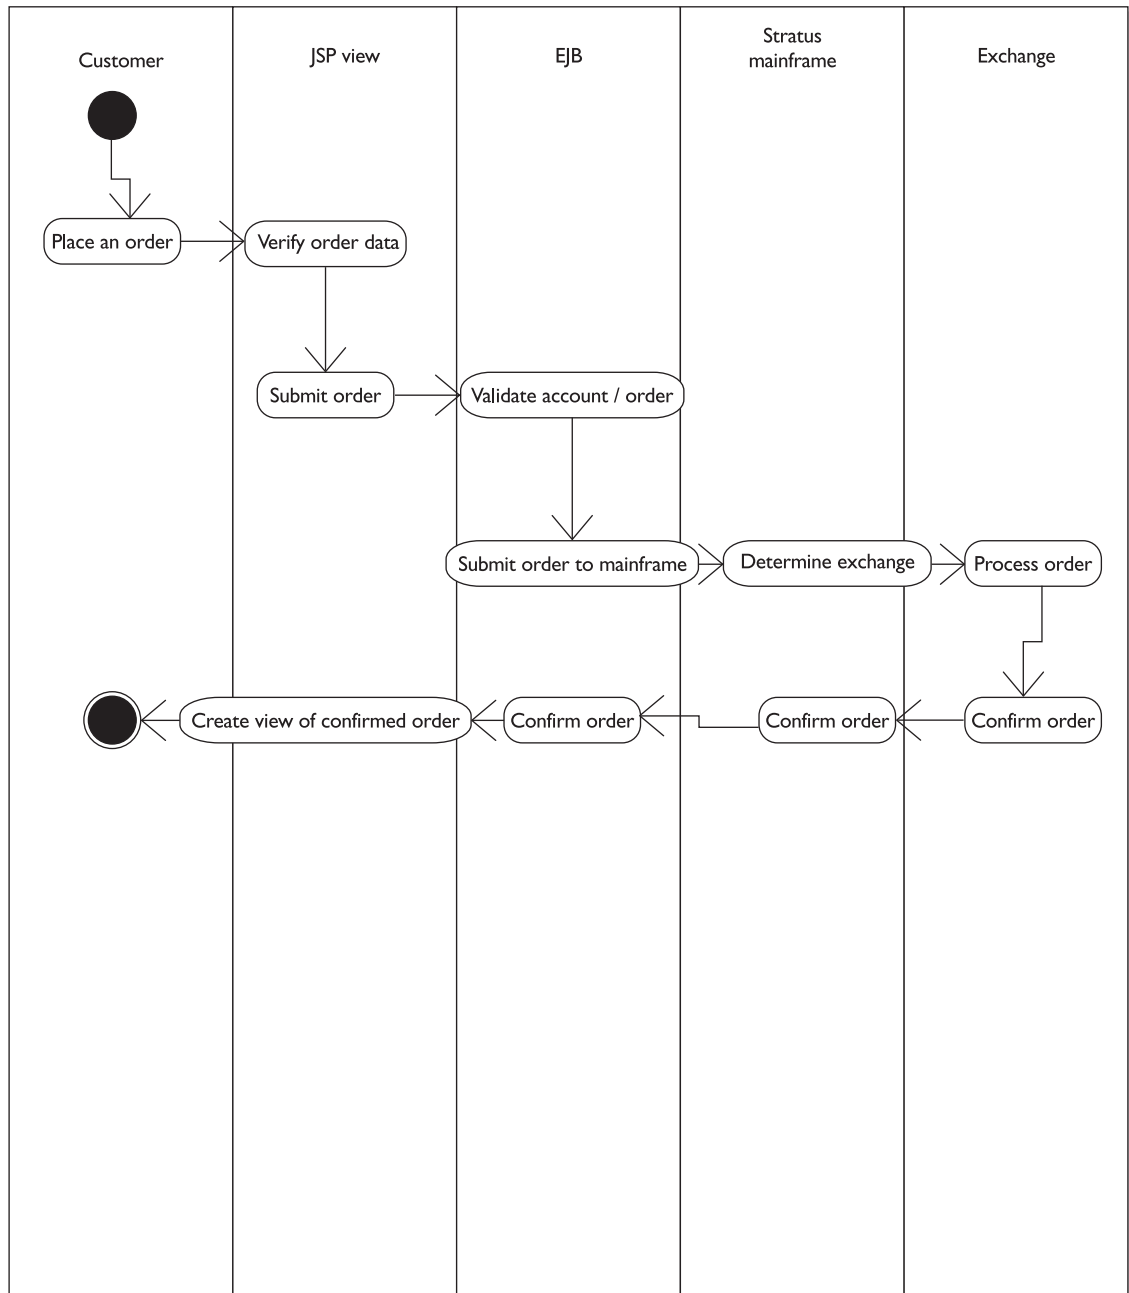 Customer
JSP view
EJB
Stratus
mainframe
Exchange
Place an order
Verify order data
Submit order
Validate account / order
Submit order to mainframe
Determine exchange
Process order
Create view of confirmed order
Confirm order
Confirm order
Confirm order